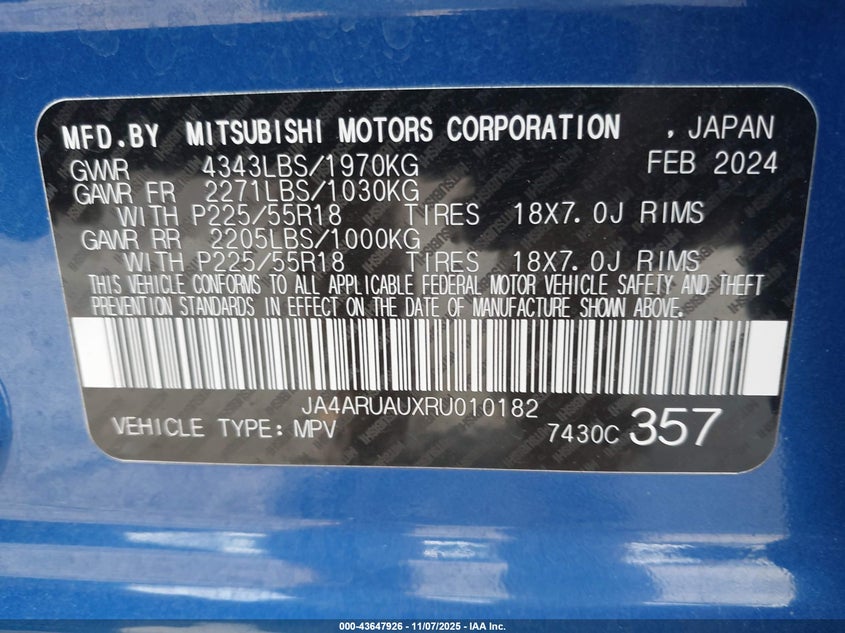 MFD.BY MITSUBISHI MOTORS CORPORATION , JAPAN
GVWR 4343LBS/1970KG FEB 2024
GAWR FR 2271LBS/1030KG
WITH P225/55R18 TIRES 18X7.0J RIMS
GAWR RR 2205LBS/1000KG
WITH P225/55R18 TIRES 18X7.0J RIMS
THIS VEHICLE CONFORMS TO ALL APPLICABLE FEDERAL MOTOR VEHICLE SAFETY AND THEFT
PREVENTION STANDARDS IN EFFECT ON THE DATE OF MANUFACTURE SHOWN ABOVE.
JA4ARUAUXRU010182
VEHICLE TYPE: MPV 7430C 357
000-43647926 - 11/07/2025 - IAA Inc.